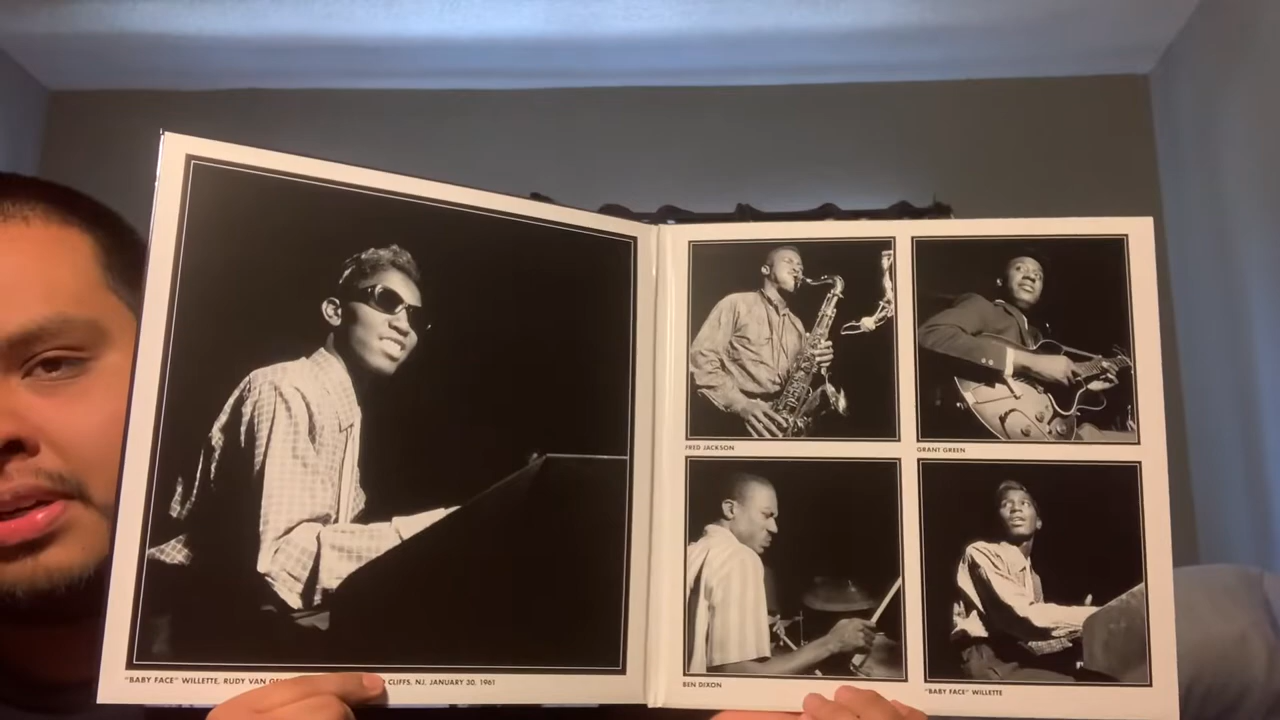 "BABY FACE" WILLETTE, RUDY VAN CLIFFS, NJ, JANUARY 30, 1961
FRED JACKSON
GRANT GREEN
BEN DIXON
"BABY FACE" WILLETTE